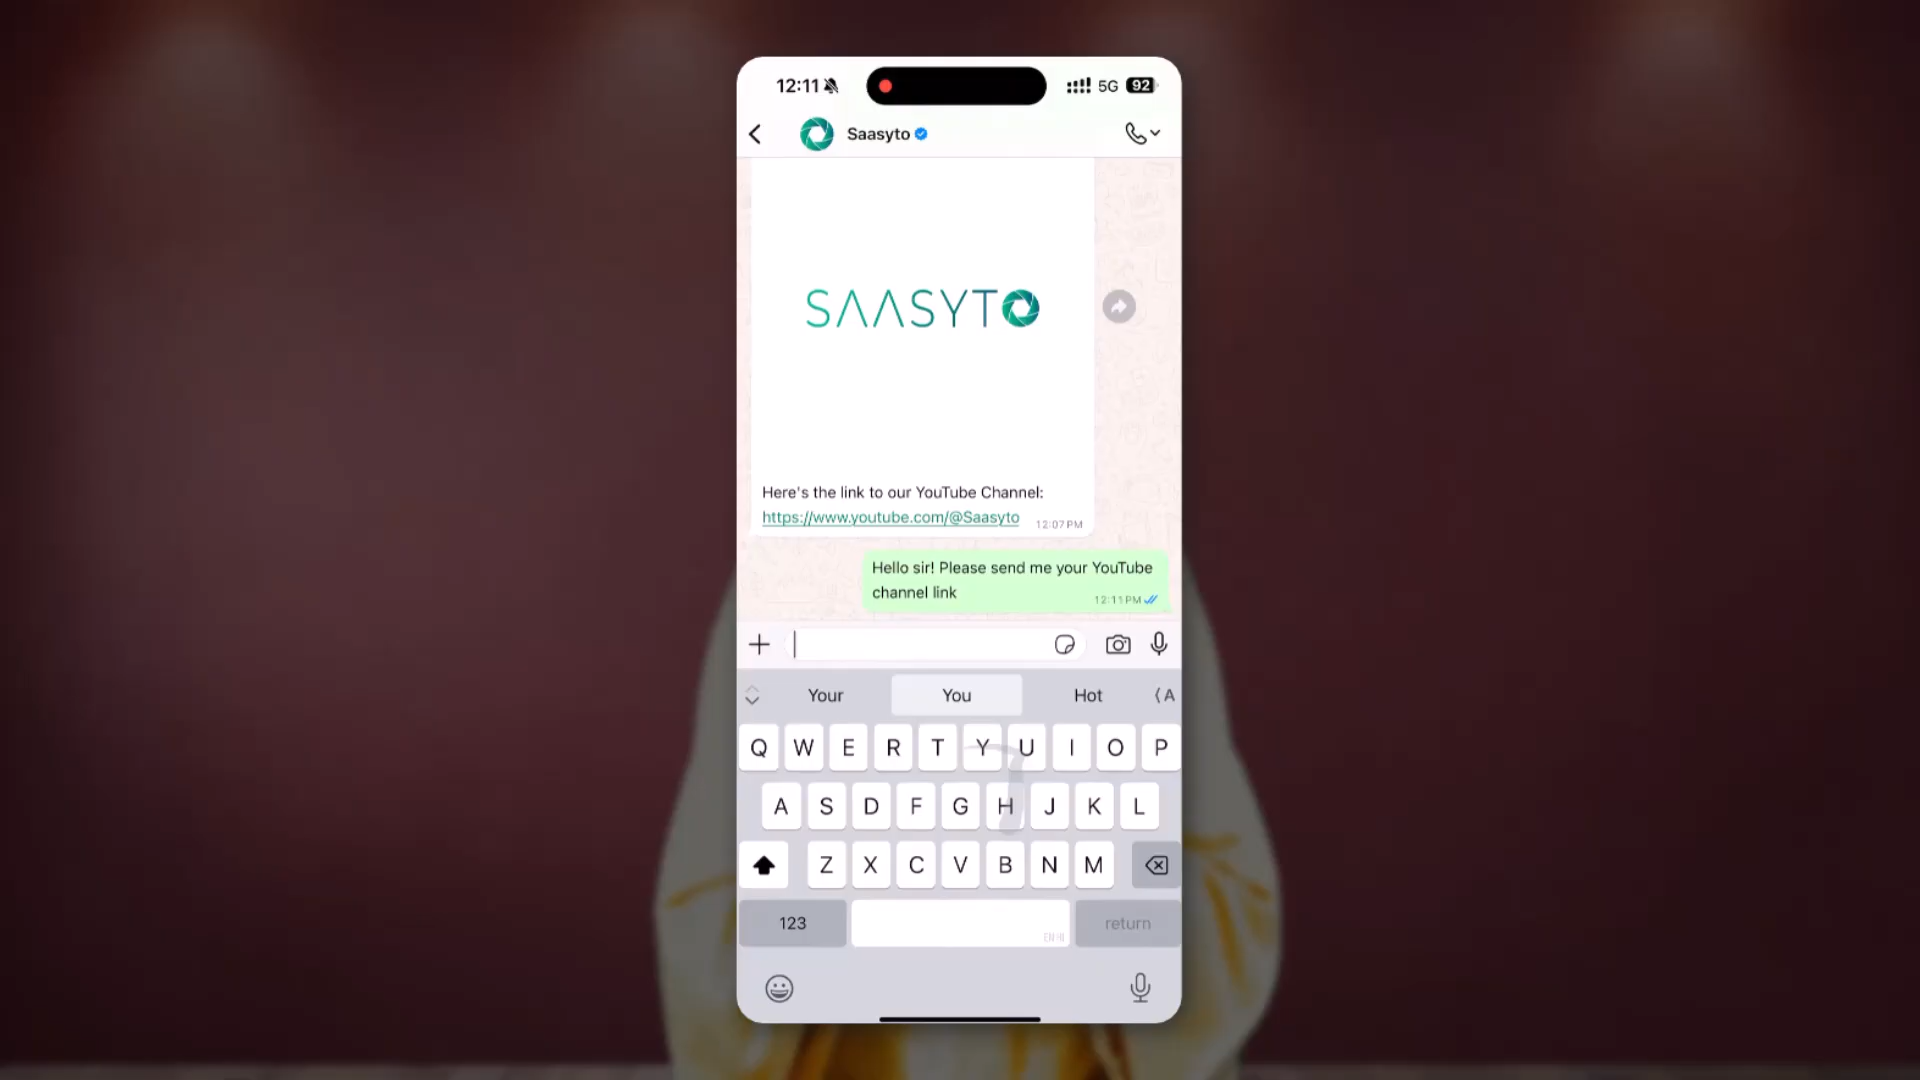 12:11
5G
92
Saasyto
SAASYTO
Here's the link to our YouTube Channel:
https://www.youtube.com/@Saasyto
12:07 PM
Hello sir! Please send me your YouTube
channel link
12:11 PM
Your
You
Hot
(A
Q W E R T Y U I O P
A S D F G H J K L
Z X C V B N M
123
EN HI
return